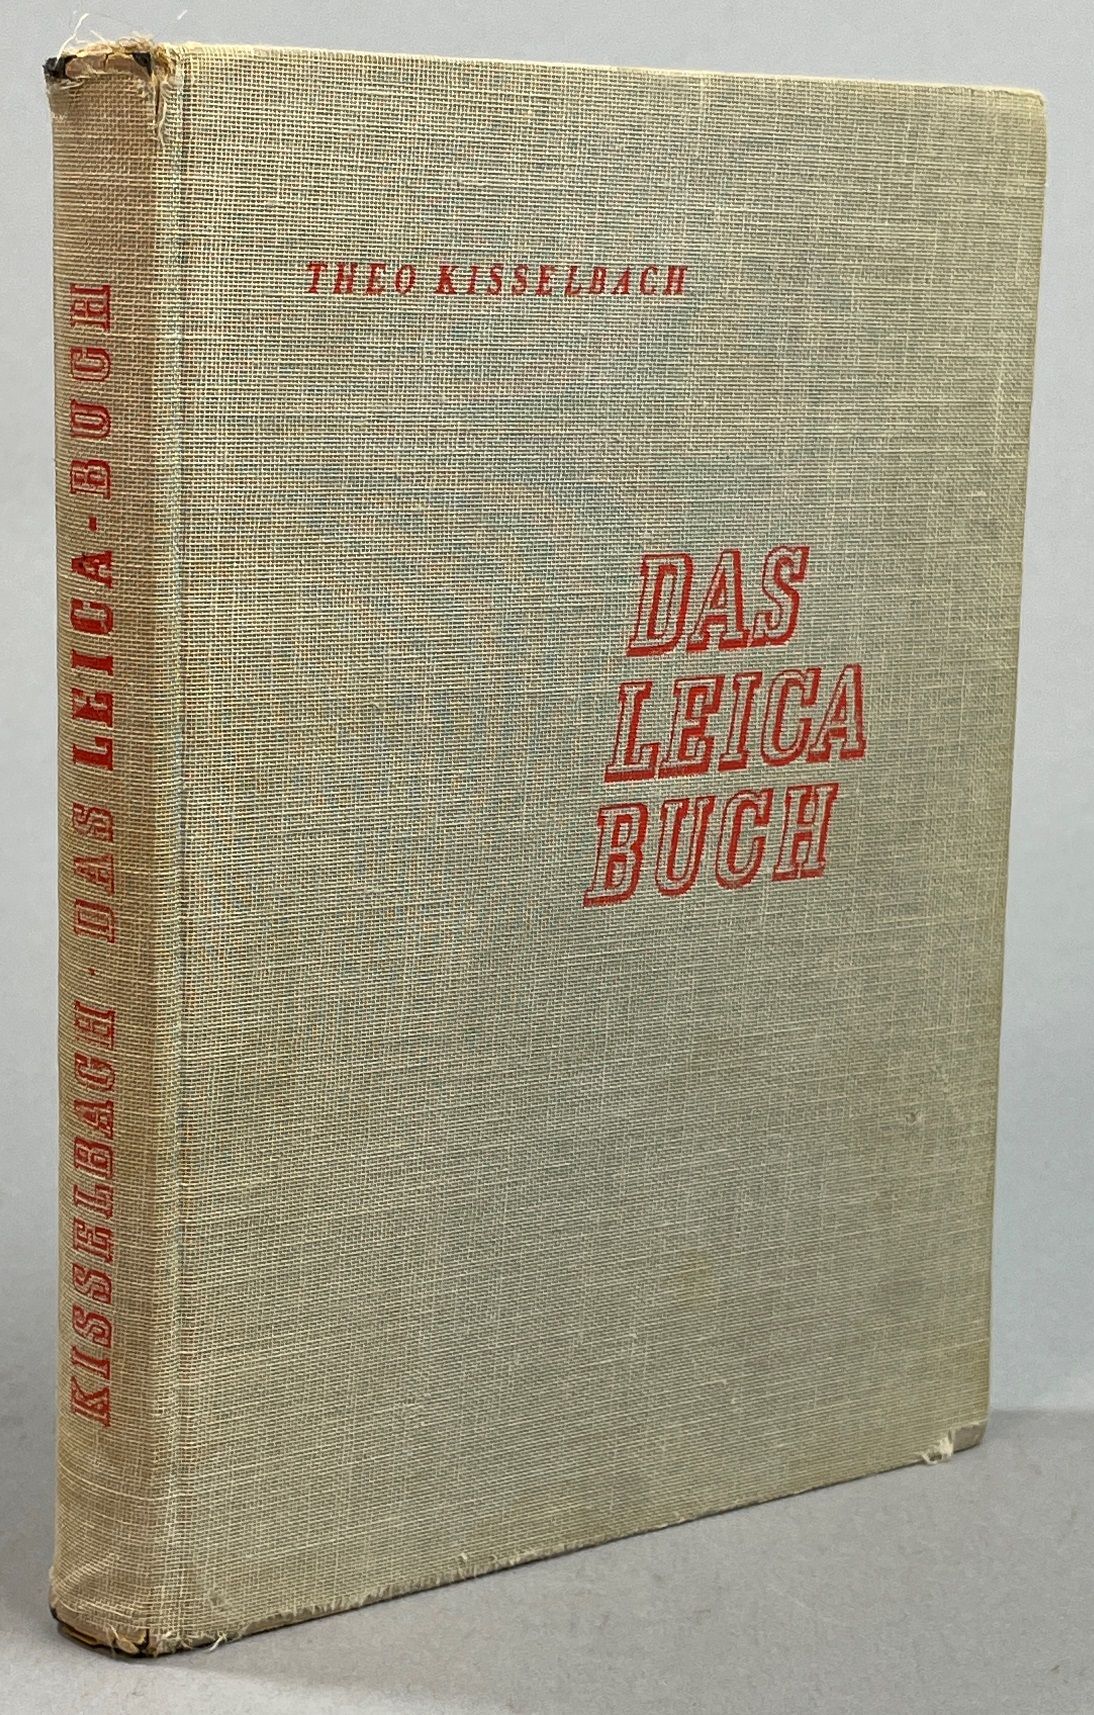 THEO KISSELBACH
DAS
LEICA
BUCH
KISSELBACH · DAS LEICA-BUCH